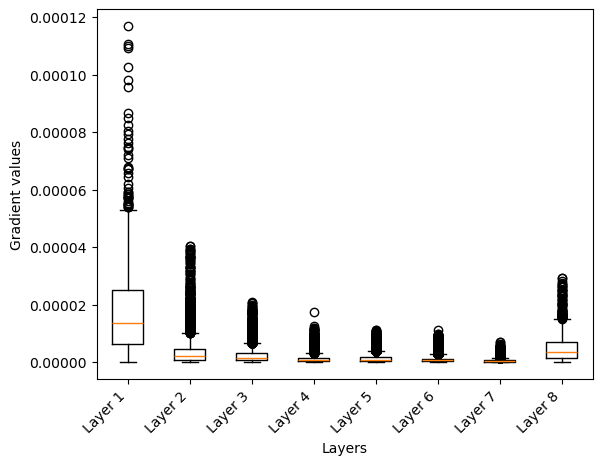 0.00012
0.00010
0.00008
0.00006
0.00004
0.00002
0.00000
Gradient values
Layer 1
Layer 2
Layer 3
Layer 4
Layer 5
Layer 6
Layer 7
Layer 8
Layers